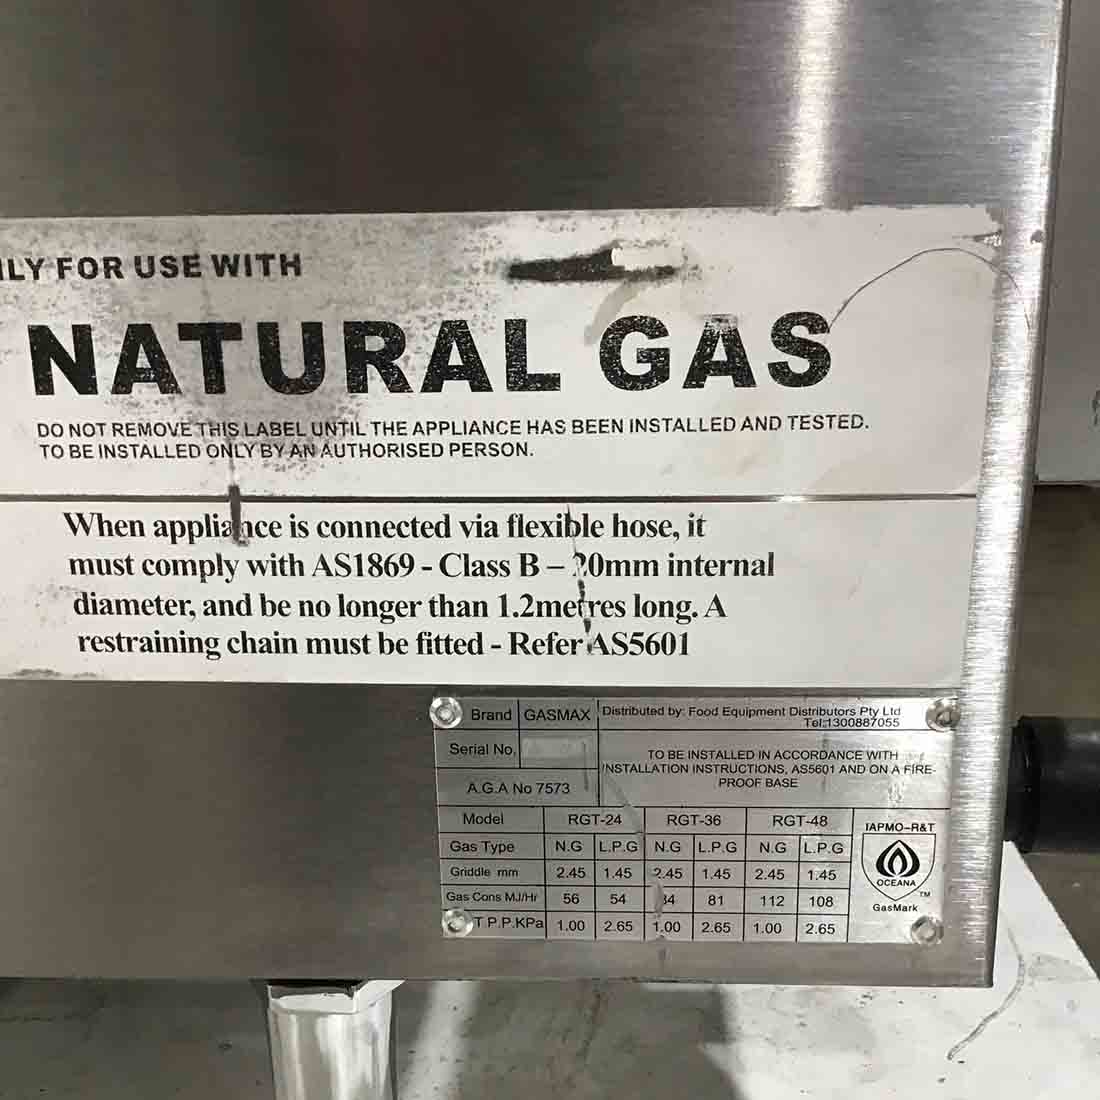 FOR USE WITH
NATURAL GAS
DO NOT REMOVE THIS LABEL UNTIL THE APPLIANCE HAS BEEN INSTALLED AND TESTED.
TO BE INSTALLED ONLY BY AN AUTHORISED PERSON.
When appliance is connected via flexible hose, it
must comply with AS1869 - Class B – 20mm internal
diameter, and be no longer than 1.2metres long. A
restraining chain must be fitted - Refer AS5601
Brand GASMAX Distributed by: Food Equipment Distributors Pty Ltd
Tel:1300887055
Serial No.
TO BE INSTALLED IN ACCORDANCE WITH
INSTALLATION INSTRUCTIONS, AS5601 AND ON A FIRE-
PROOF BASE
A.G.A No 7573
Model RGT-24 RGT-36 RGT-48
Gas Type N.G L.P.G N.G L.P.G N.G L.P.G
Griddle mm 2.45 1.45 2.45 1.45 2.45 1.45
Gas Cons MJ/Hr 56 54 84 81 112 108
T.P.P.KPa 1.00 2.65 1.00 2.65 1.00 2.65
IAPMO-R&T
OCEANA
TM
GasMark